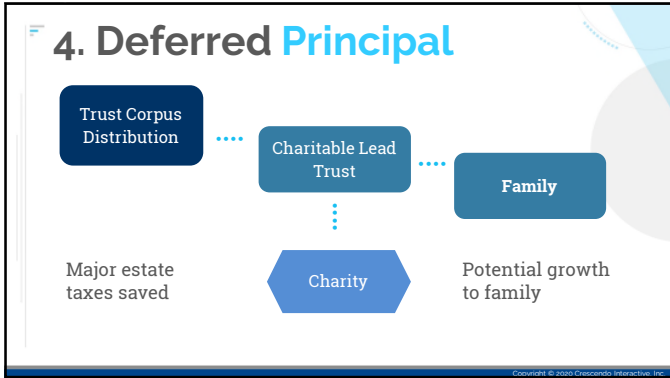 4. Deferred Principal
Trust Corpus
Distribution
Charitable Lead
Trust
Family
Major estate
taxes saved
Charity
Potential growth
to family
Copyright © 2020 Crescendo Interactive, Inc.